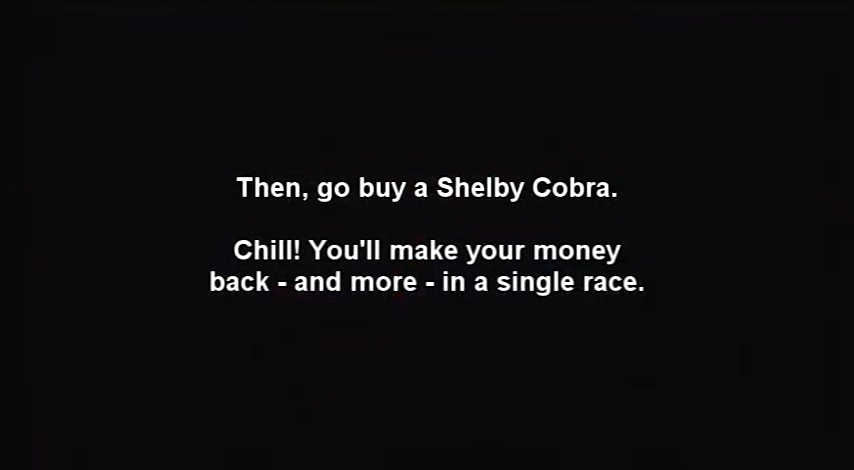 Then, go buy a Shelby Cobra.
Chill! You'll make your money
back - and more - in a single race.